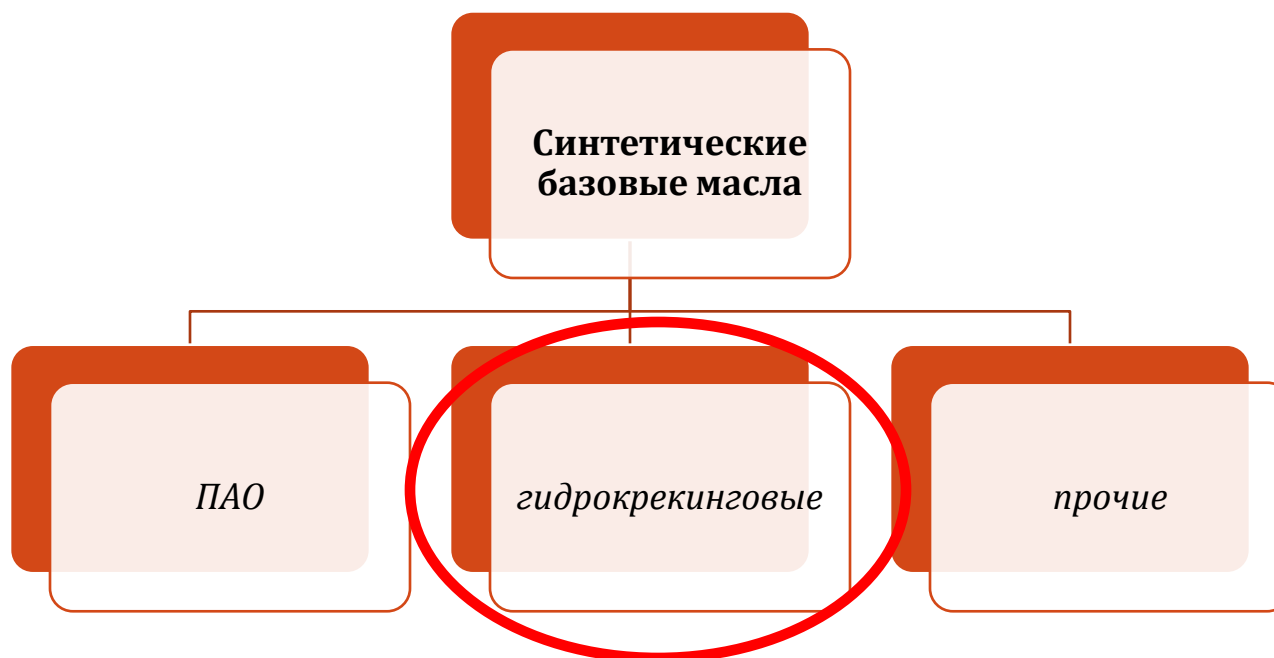 Синтетические
базовые масла
ПАО
гидрокрекинговые
прочие